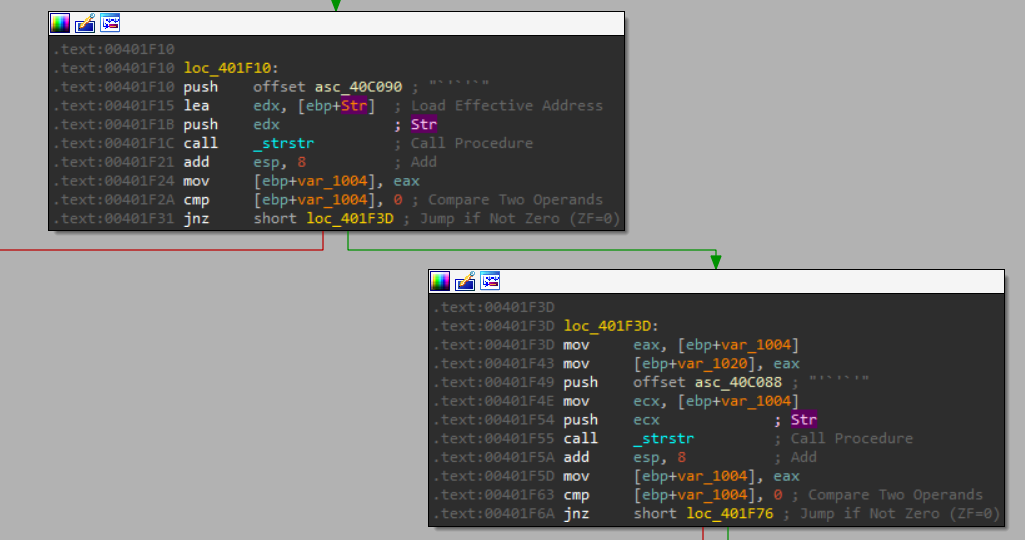 .text:00401F10
.text:00401F10 loc_401F10:
.text:00401F10 push offset asc_40C090 ; "`'`'`"
.text:00401F15 lea edx, [ebp+Str] ; Load Effective Address
.text:00401F1B push edx ; Str
.text:00401F1C call _strstr ; Call Procedure
.text:00401F21 add esp, 8 ; Add
.text:00401F24 mov [ebp+var_1004], eax
.text:00401F2A cmp [ebp+var_1004], 0 ; Compare Two Operands
.text:00401F31 jnz short loc_401F3D ; Jump if Not Zero (ZF=0)
.text:00401F3D
.text:00401F3D loc_401F3D:
.text:00401F3D mov eax, [ebp+var_1004]
.text:00401F43 mov [ebp+var_1020], eax
.text:00401F49 push offset asc_40C088 ; "'`'`'"
.text:00401F4E mov ecx, [ebp+var_1004]
.text:00401F54 push ecx ; Str
.text:00401F55 call _strstr ; Call Procedure
.text:00401F5A add esp, 8 ; Add
.text:00401F5D mov [ebp+var_1004], eax
.text:00401F63 cmp [ebp+var_1004], 0 ; Compare Two Operands
.text:00401F6A jnz short loc_401F76 ; Jump if Not Zero (ZF=0)